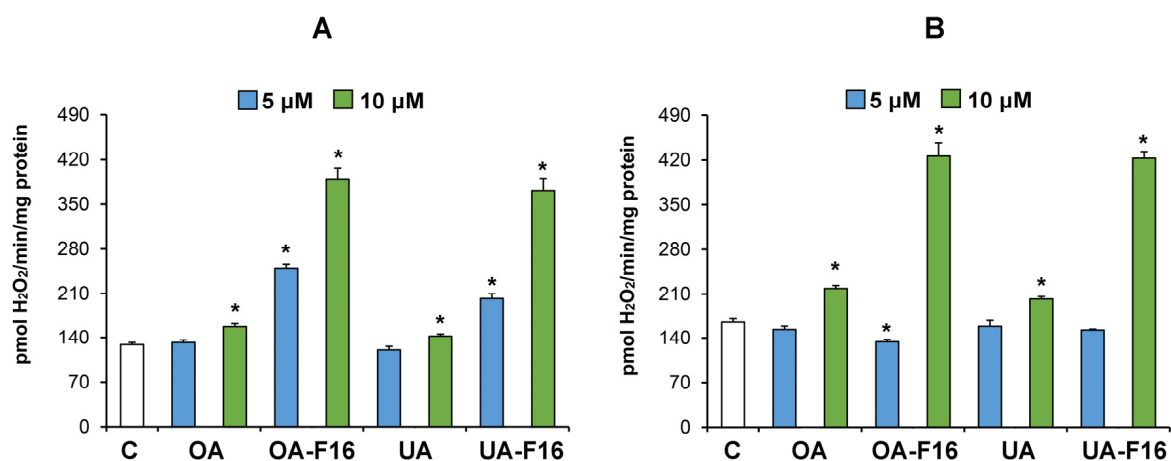 A
5 µM 10 µM
pmol H₂O₂/min/mg protein
490
420
350
280
210
140
70
0
* * * * * * *
C OA OA-F16 UA UA-F16
B
5 µM 10 µM
pmol H₂O₂/min/mg protein
490
420
350
280
210
140
70
0
* * * * *
C OA OA-F16 UA UA-F16